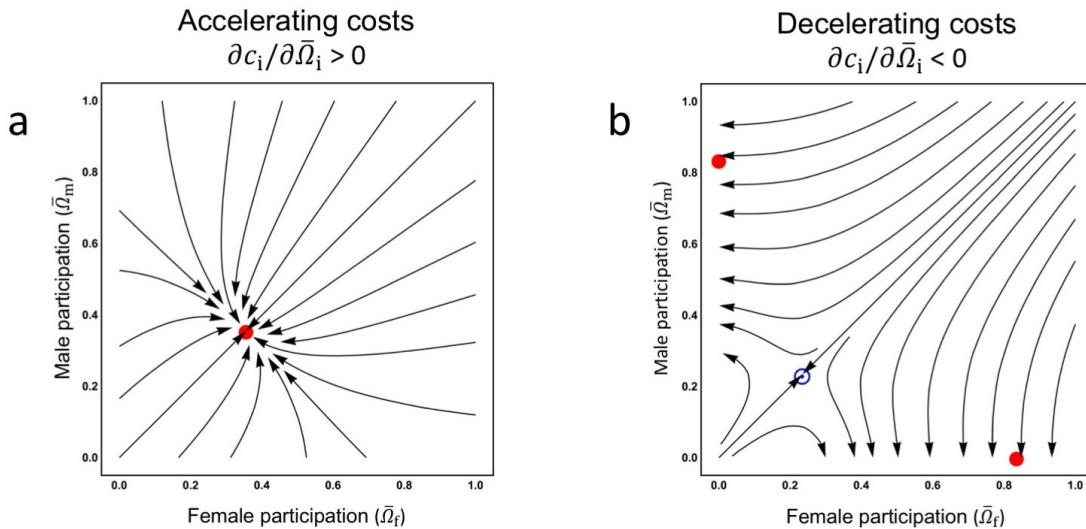 Accelerating costs
∂c_i/∂Ω̄_i > 0
Decelerating costs
∂c_i/∂Ω̄_i < 0
a
Male participation (Ω̄_m)
1.0
0.8
0.6
0.4
0.2
0.0
0.0 0.2 0.4 0.6 0.8 1.0
Female participation (Ω̄_f)
b
Male participation (Ω̄_m)
1.0
0.8
0.6
0.4
0.2
0.0
0.0 0.2 0.4 0.6 0.8 1.0
Female participation (Ω̄_f)